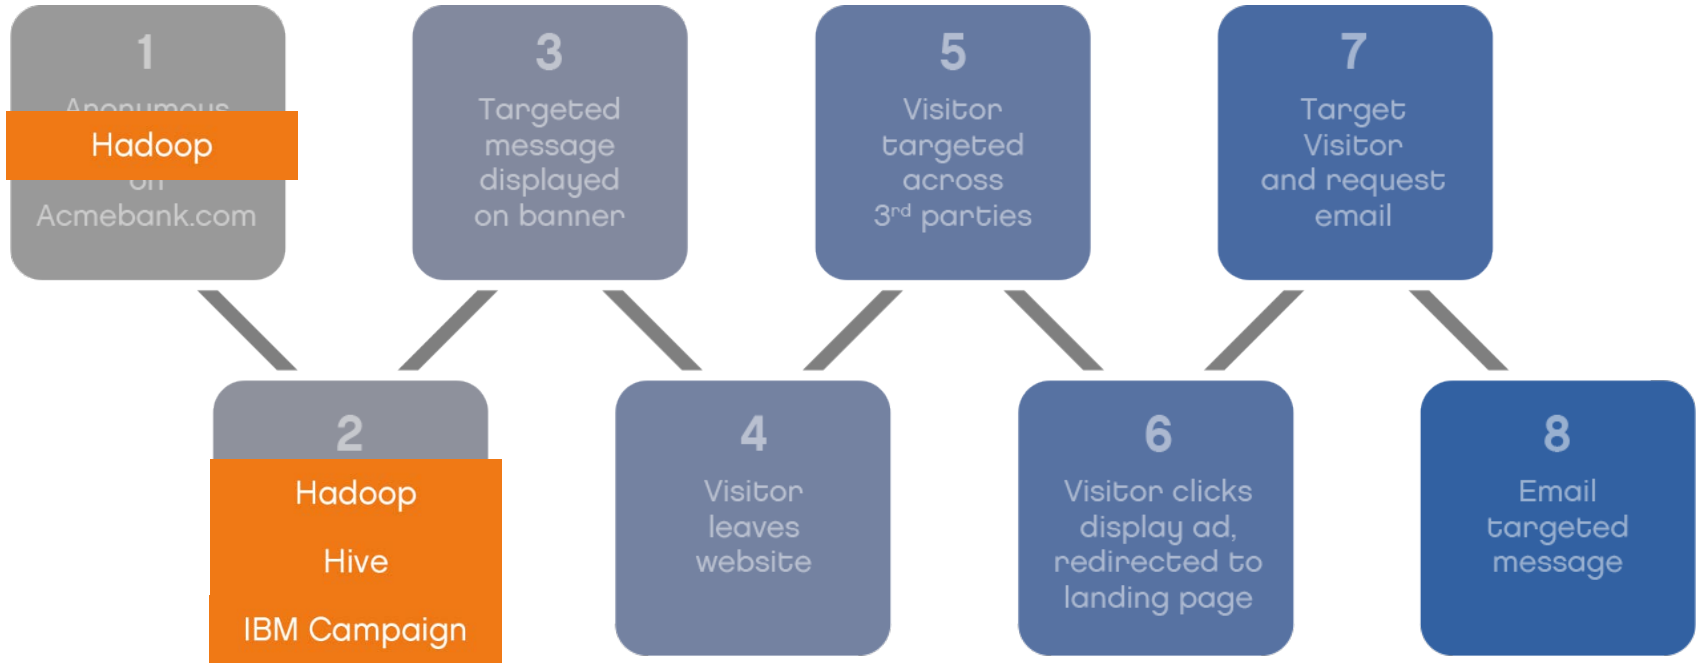 1
Anonymous
Hadoop
on
Acmebank.com
2
Hadoop
Hive
IBM Campaign
3
Targeted
message
displayed
on banner
4
Visitor
leaves
website
5
Visitor
targeted
across
3rd parties
6
Visitor clicks
display ad,
redirected to
landing page
7
Target
Visitor
and request
email
8
Email
targeted
message